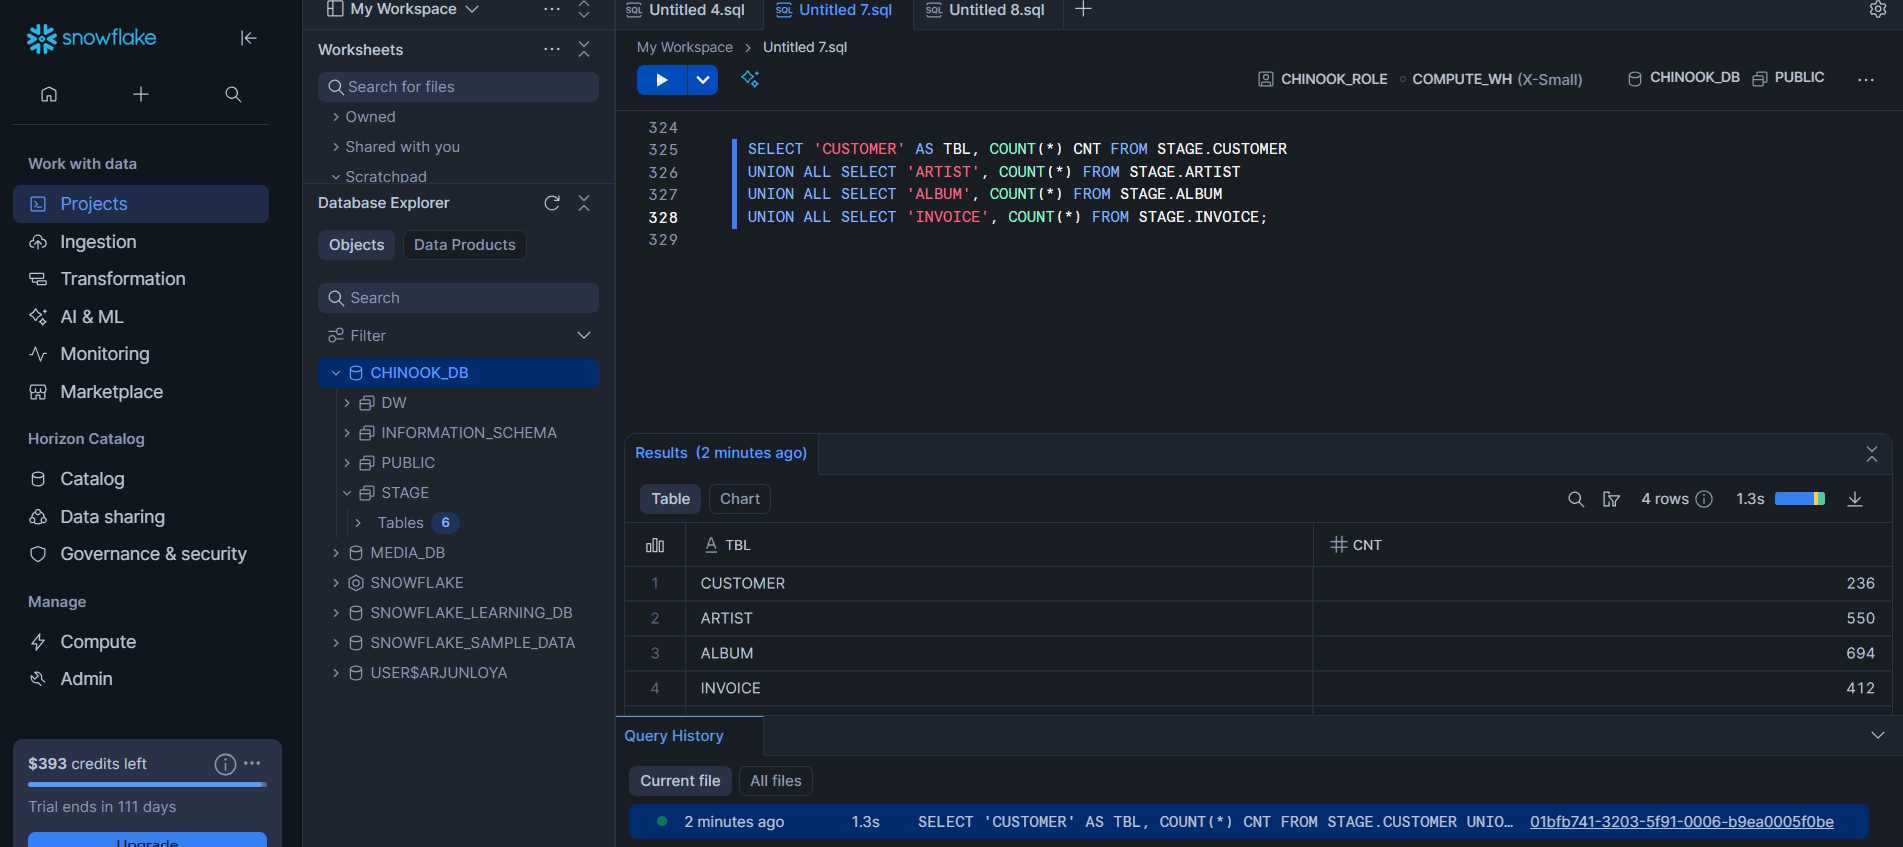 snowflake
Work with data
Projects
Ingestion
Transformation
AI & ML
Monitoring
Marketplace
Horizon Catalog
Catalog
Data sharing
Governance & security
Manage
Compute
Admin
$393 credits left
Trial ends in 111 days
Upgrade
My Workspace
Worksheets
Search for files
Owned
Shared with you
Scratchpad
Database Explorer
Objects Data Products
Search
Filter
CHINOOK_DB
DW
INFORMATION_SCHEMA
PUBLIC
STAGE
Tables 6
MEDIA_DB
SNOWFLAKE
SNOWFLAKE_LEARNING_DB
SNOWFLAKE_SAMPLE_DATA
USER$ARJUNLOYA
SQL Untitled 4.sql SQL Untitled 7.sql SQL Untitled 8.sql
My Workspace > Untitled 7.sql
CHINOOK_ROLE COMPUTE_WH (X-Small) CHINOOK_DB PUBLIC
324
325 SELECT 'CUSTOMER' AS TBL, COUNT(*) CNT FROM STAGE.CUSTOMER
326 UNION ALL SELECT 'ARTIST', COUNT(*) FROM STAGE.ARTIST
327 UNION ALL SELECT 'ALBUM', COUNT(*) FROM STAGE.ALBUM
328 UNION ALL SELECT 'INVOICE', COUNT(*) FROM STAGE.INVOICE;
329
Results (2 minutes ago)
Table Chart 4 rows 1.3s
A TBL # CNT
1 CUSTOMER 236
2 ARTIST 550
3 ALBUM 694
4 INVOICE 412
Query History
Current file All files
2 minutes ago 1.3s SELECT 'CUSTOMER' AS TBL, COUNT(*) CNT FROM STAGE.CUSTOMER UNIO... 01bfb741-3203-5f91-0006-b9ea0005f0be